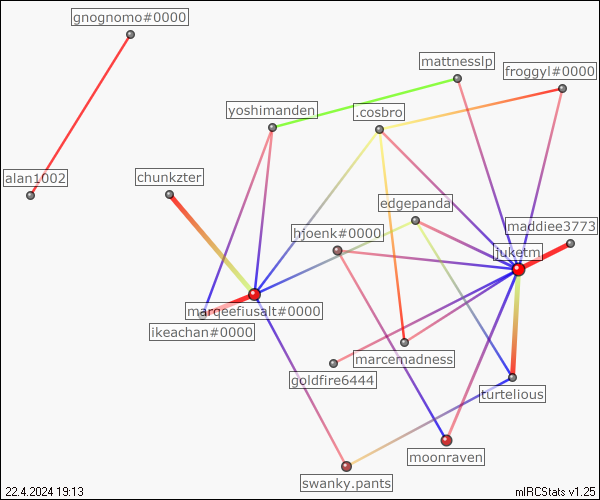 gnognomo#0000
mattnesslp
froggyl#0000
yoshimanden
.cosbro
alan1002
chunkzter
edgepanda
maddiee3773
hjoenk#0000
juketm
marqeefiusalt#0000
ikeachan#0000
marcemadness
goldfire6444
turtelious
moonraven
swanky.pants
22.4.2024 19:13
mIRCStats v1.25